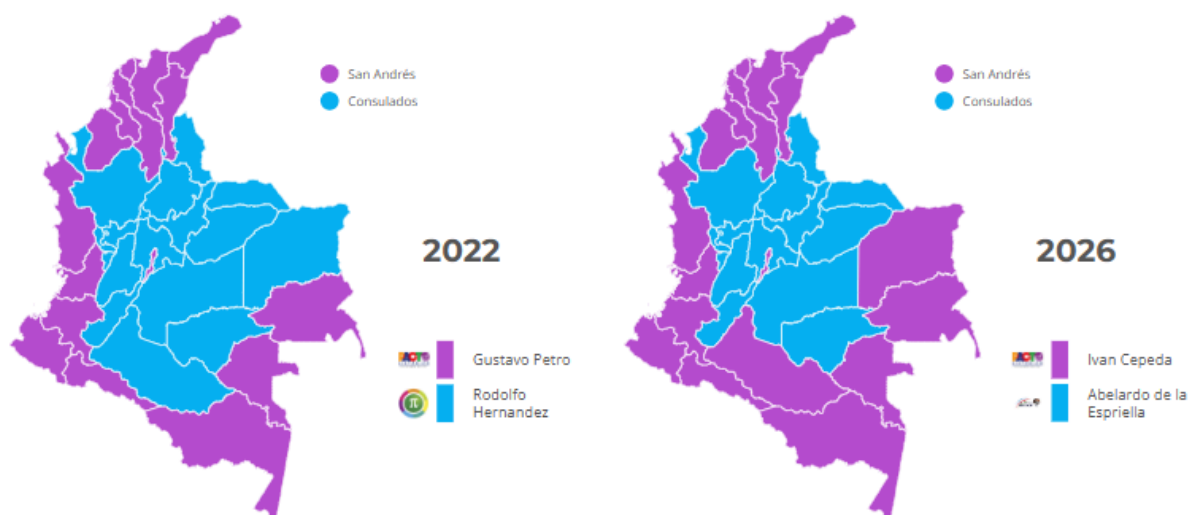 San Andrés
Consulados
2022
Gustavo Petro
Rodolfo
Hernandez
San Andrés
Consulados
2026
Ivan Cepeda
Abelardo de la
Espriella